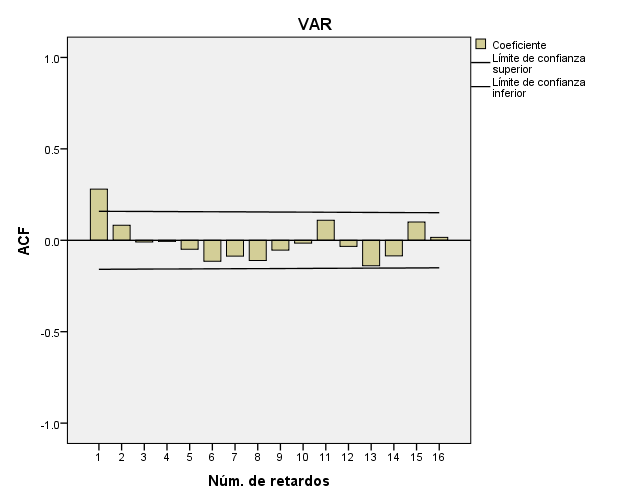 VAR
Coeficiente
Límite de confianza
superior
Límite de confianza
inferior
1.0
0.5
0.0
-0.5
-1.0
ACF
1 2 3 4 5 6 7 8 9 10 11 12 13 14 15 16
Núm. de retardos